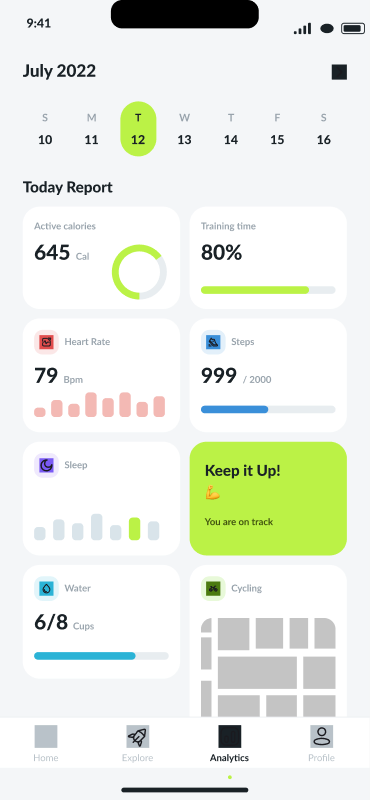 9:41
July 2022
S M T W T F S
10 11 12 13 14 15 16
Today Report
Active calories
645 Cal
Training time
80%
Heart Rate
79 Bpm
Steps
999 / 2000
Sleep
Keep it Up!
💪
You are on track
Water
6/8 Cups
Cycling
Home Explore Analytics Profile